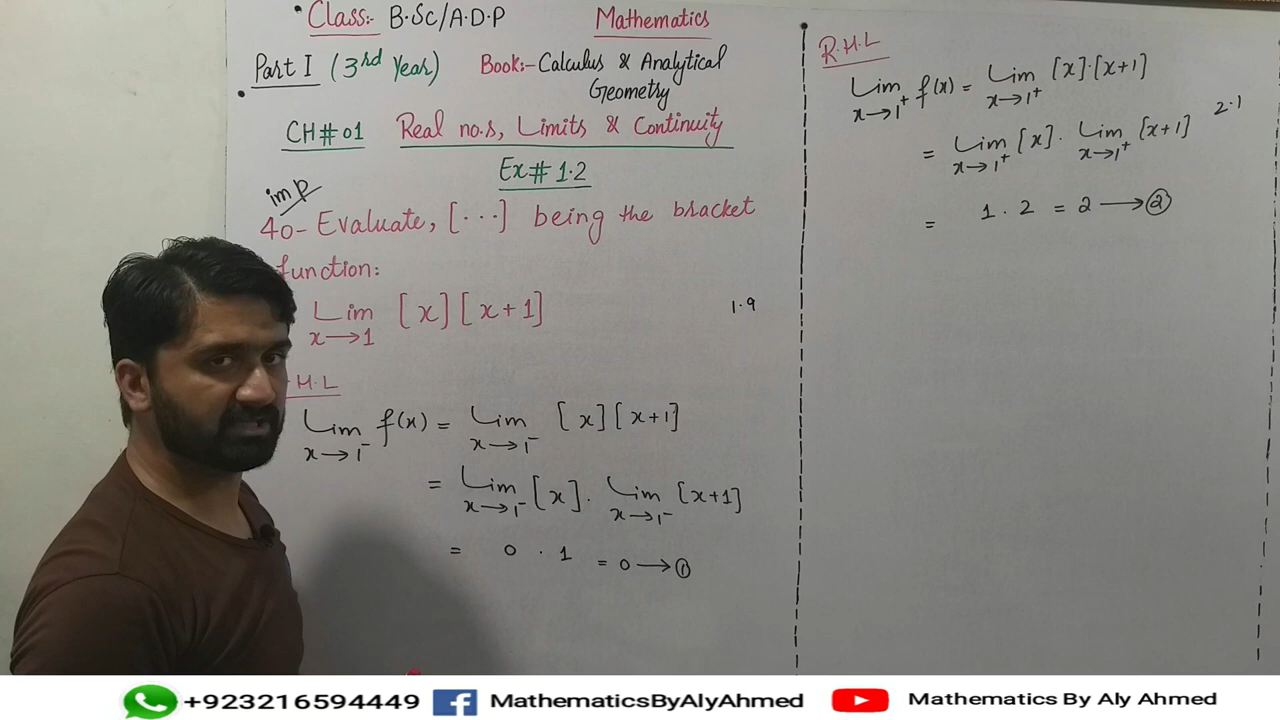 Class:- B.Sc/A.D.P Mathematics
Part I (3rd Year) Book:- Calculus & Analytical
Geometry
CH# 01 Real no.s, Limits & Continuity
Ex# 1.2
imp
40- Evaluate, [...] being the bracket
function:
Lim [x][x+1]
x→1
1.9
.H.L
Lim f(x) = Lim [x][x+1]
x→1⁻ x→1⁻
= Lim [x] . Lim [x+1]
x→1⁻ x→1⁻
= 0 . 1 = 0 → ①
R.H.L
Lim f(x) = Lim [x].[x+1]
x→1⁺ x→1⁺
2.1
= Lim [x] . Lim [x+1]
x→1⁺ x→1⁺
= 1 . 2 = 2 → ②
+923216594449 MathematicsByAlyAhmed Mathematics By Aly Ahmed